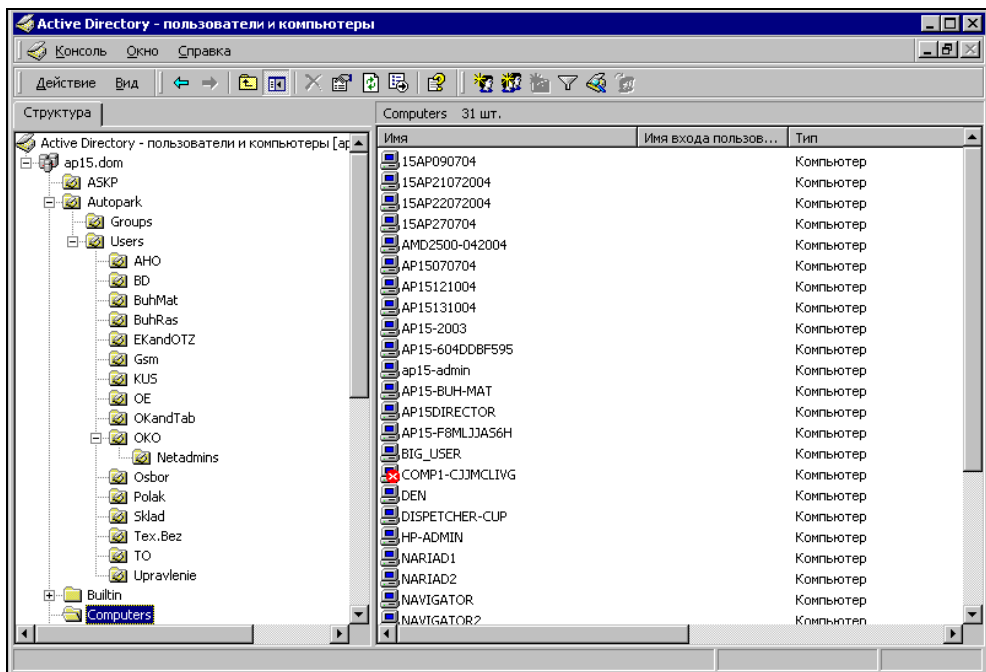 Active Directory - пользователи и компьютеры
Консоль Окно Справка
Действие Вид
Структура
Computers 31 шт.
Active Directory - пользователи и компьютеры [ap
ap15.dom
ASKP
Autopark
Groups
Users
AHO
BD
BuhMat
BuhRas
EKandOTZ
Gsm
KUS
OE
OKandTab
OKO
Netadmins
Osbor
Polak
Sklad
Tex.Bez
TO
Upravlenie
Builtin
Computers
Имя Имя входа пользов... Тип
15AP090704 Компьютер
15AP21072004 Компьютер
15AP22072004 Компьютер
15AP270704 Компьютер
AMD2500-042004 Компьютер
AP15070704 Компьютер
AP15121004 Компьютер
AP15131004 Компьютер
AP15-2003 Компьютер
AP15-604DDBF595 Компьютер
ap15-admin Компьютер
AP15-BUH-MAT Компьютер
AP15DIRECTOR Компьютер
AP15-F8MLJJAS6H Компьютер
BIG_USER Компьютер
COMP1-CJJMCLIVG Компьютер
DEN Компьютер
DISPETCHER-CUP Компьютер
HP-ADMIN Компьютер
NARIAD1 Компьютер
NARIAD2 Компьютер
NAVIGATOR Компьютер
NAVIGATOR2 Компьютер